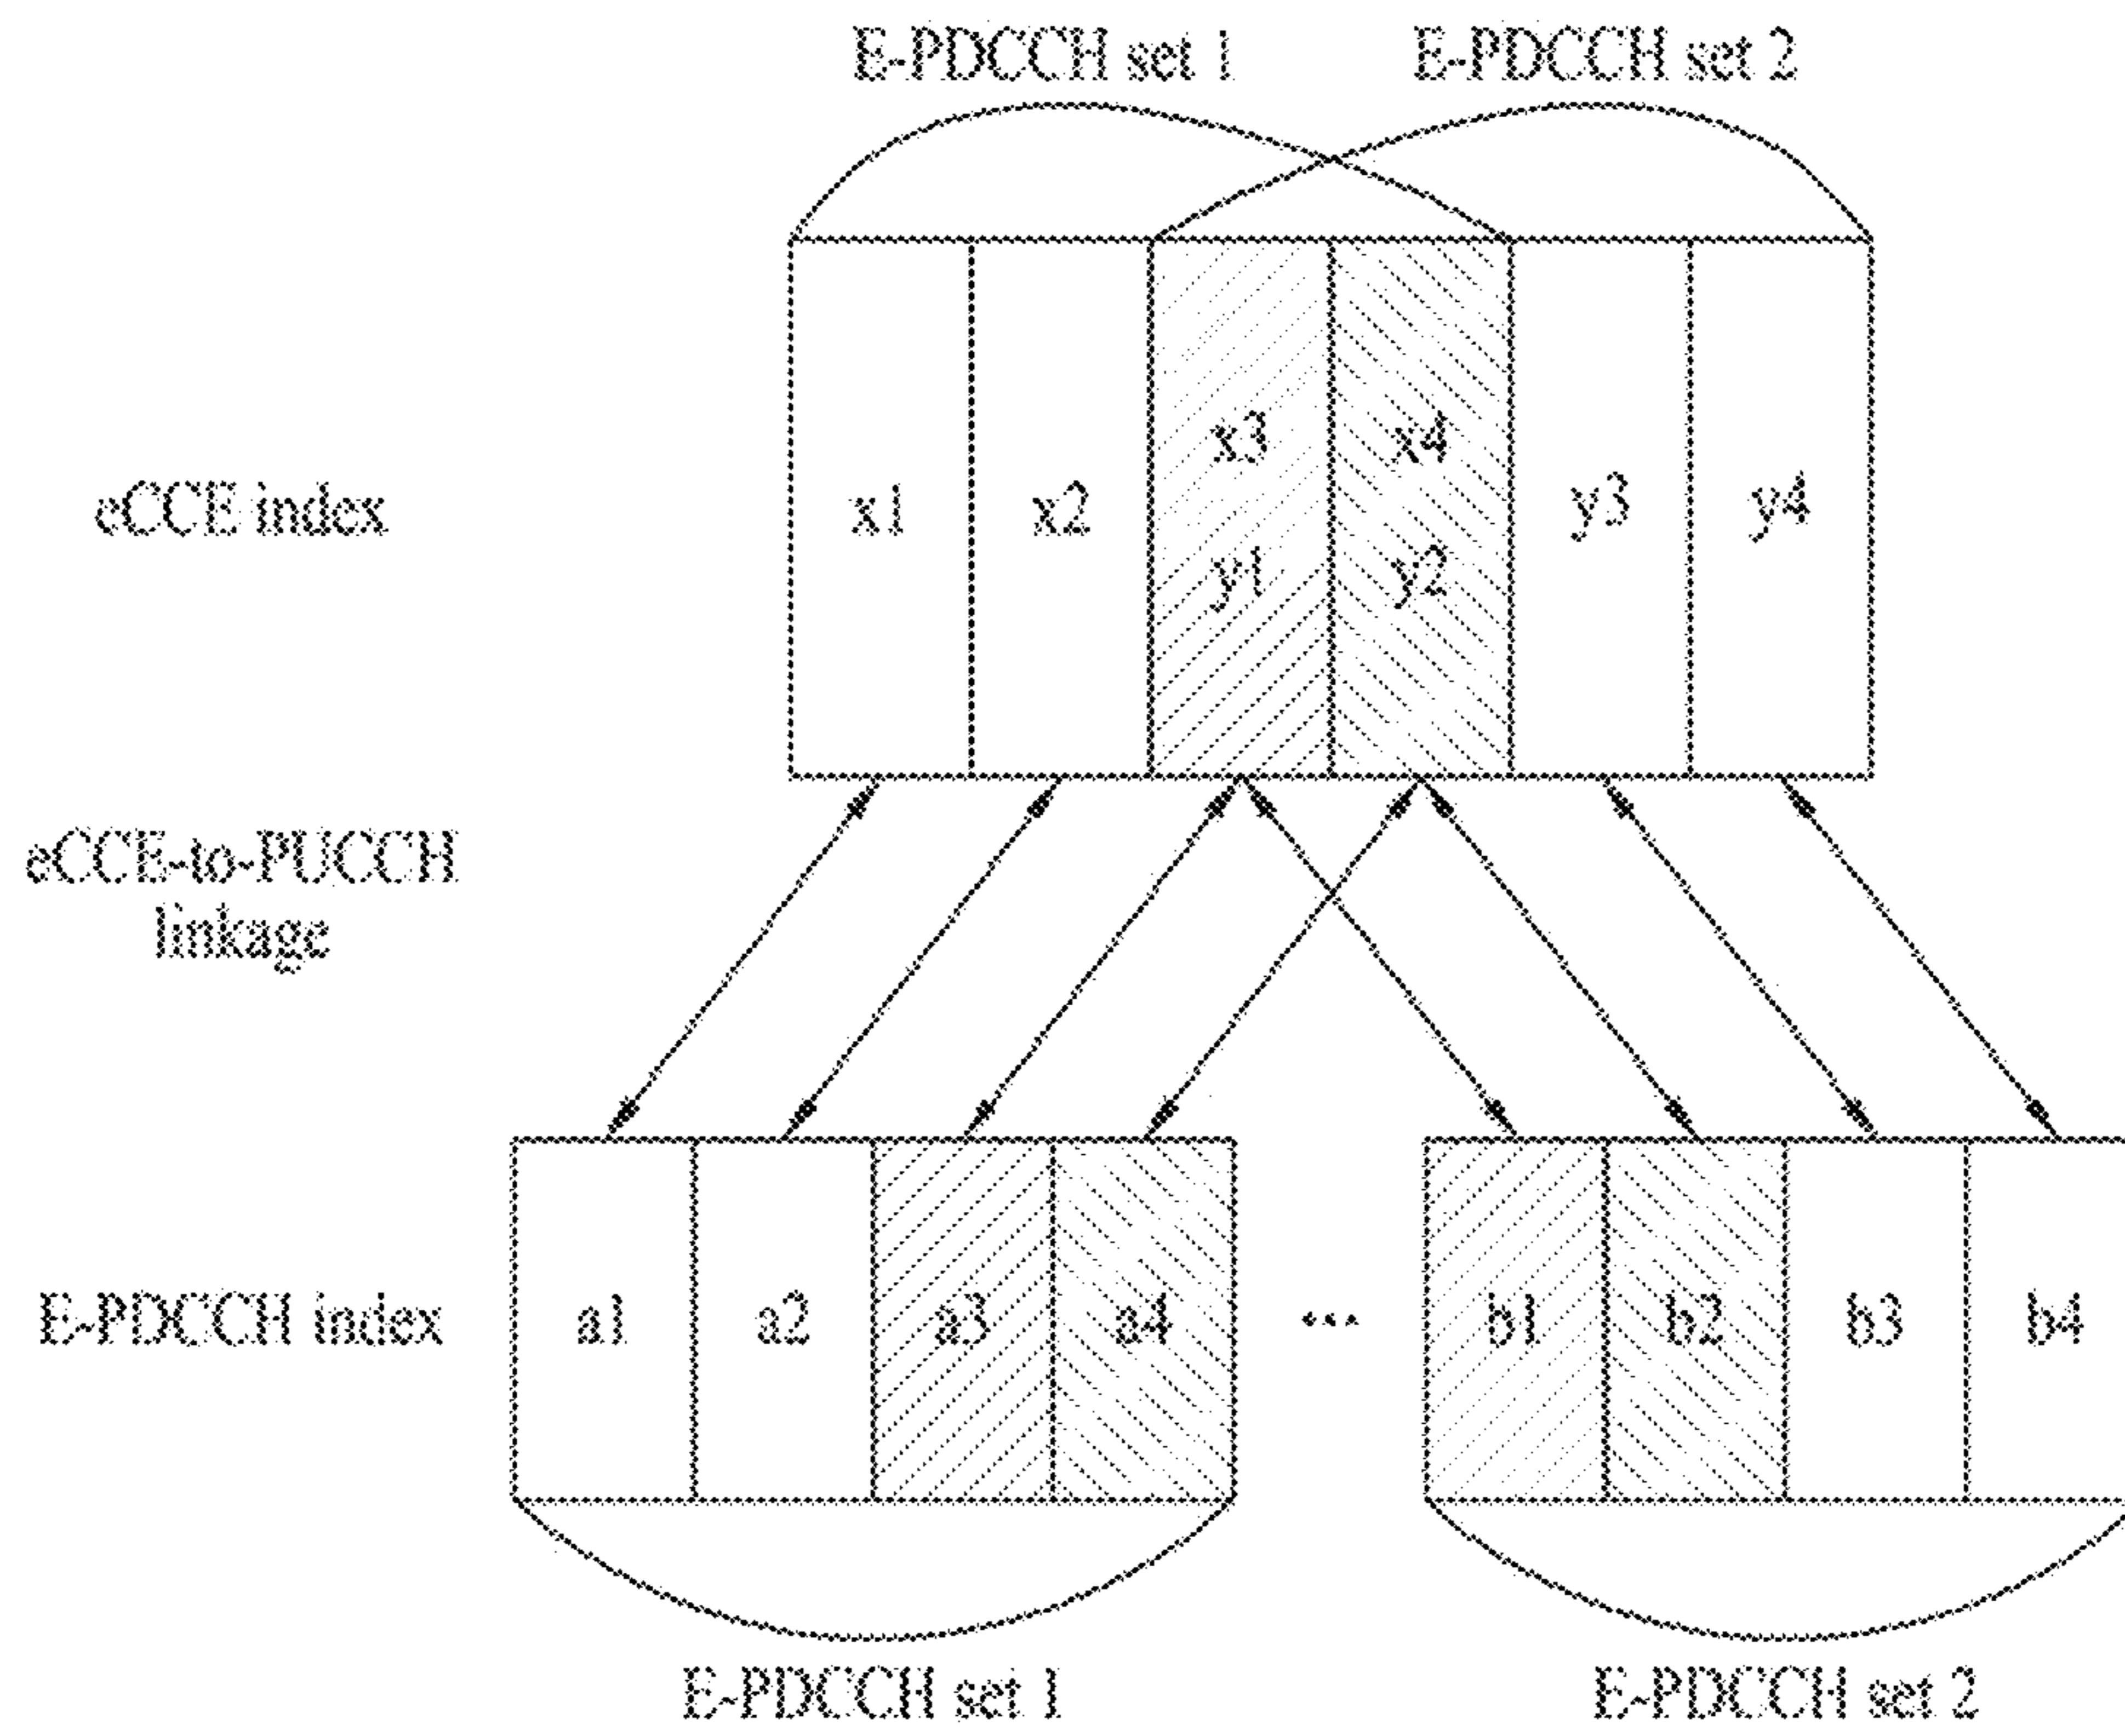 E-PDCCH set 1 E-PDCCH set 2
x3 x4
eCCE index x1 x2 y3 y4
y1 y2
eCCE-to-PUCCH
linkage
E-PDCCH index a1 a2 a3 a4 ... b1 b2 b3 b4
E-PDCCH set 1 E-PDCCH set 2